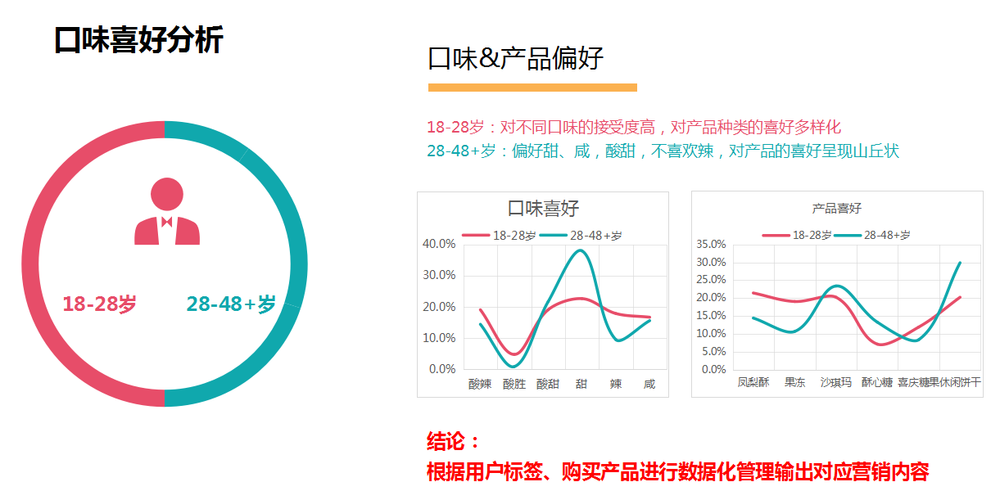 口味喜好分析
口味&产品偏好
18-28岁：对不同口味的接受度高，对产品种类的喜好多样化
28-48+岁：偏好甜、咸，酸甜，不喜欢辣，对产品的喜好呈现山丘状
18-28岁
28-48+岁
口味喜好
18-28岁 28-48+岁
40.0%
30.0%
20.0%
10.0%
0.0%
酸辣 酸胜 酸甜 甜 辣 咸
产品喜好
18-28岁 28-48+岁
35.0%
30.0%
25.0%
20.0%
15.0%
10.0%
5.0%
0.0%
凤梨酥 果冻 沙琪玛 酥心糖 喜庆糖果 休闲饼干
结论：
根据用户标签、购买产品进行数据化管理输出对应营销内容